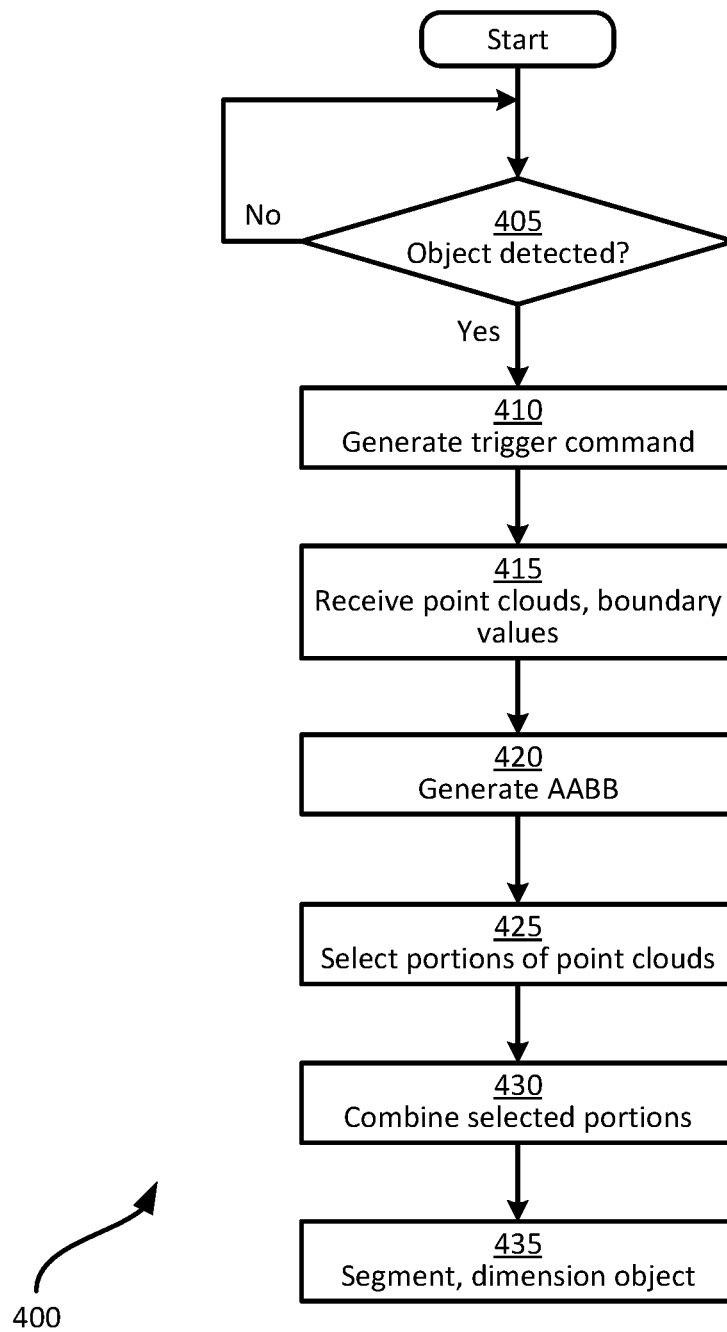 Start
405
Object detected?
No
Yes
410
Generate trigger command
415
Receive point clouds, boundary
values
420
Generate AABB
425
Select portions of point clouds
430
Combine selected portions
435
Segment, dimension object
400